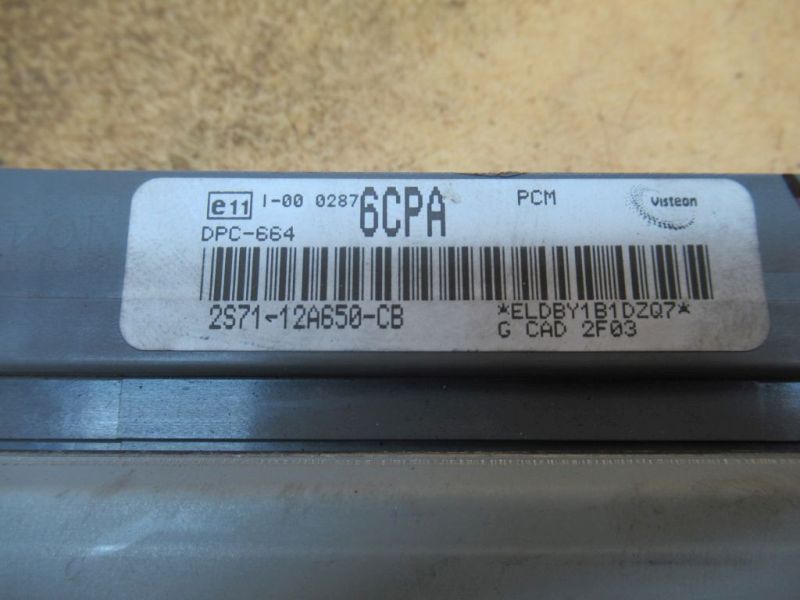 e11 I-00 0287 6CPA PCM Visteon
DPC-664
2S71-12A650-CB *ELDBY1B1DZQ7*
G CAD 2F03